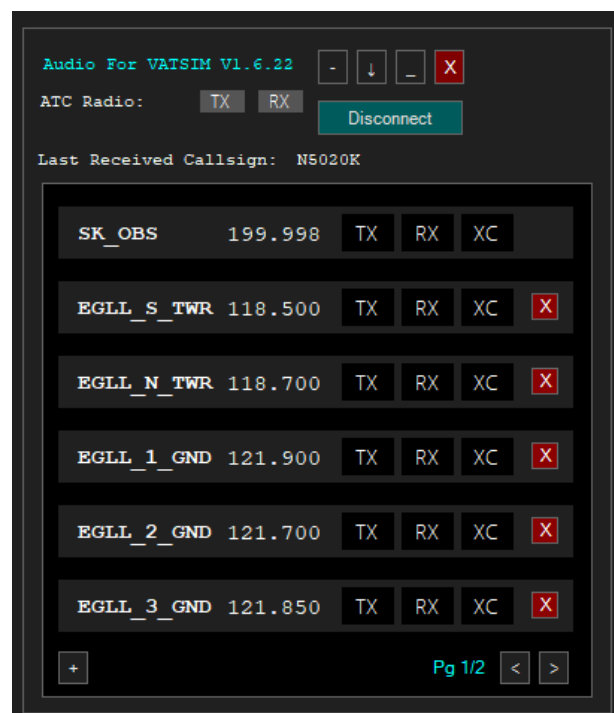 Audio For VATSIM V1.6.22 - ↓ _ X
ATC Radio: TX RX Disconnect
Last Received Callsign: N5020K
SK_OBS 199.998 TX RX XC
EGLL_S_TWR 118.500 TX RX XC X
EGLL_N_TWR 118.700 TX RX XC X
EGLL_1_GND 121.900 TX RX XC X
EGLL_2_GND 121.700 TX RX XC X
EGLL_3_GND 121.850 TX RX XC X
+ Pg 1/2 < >